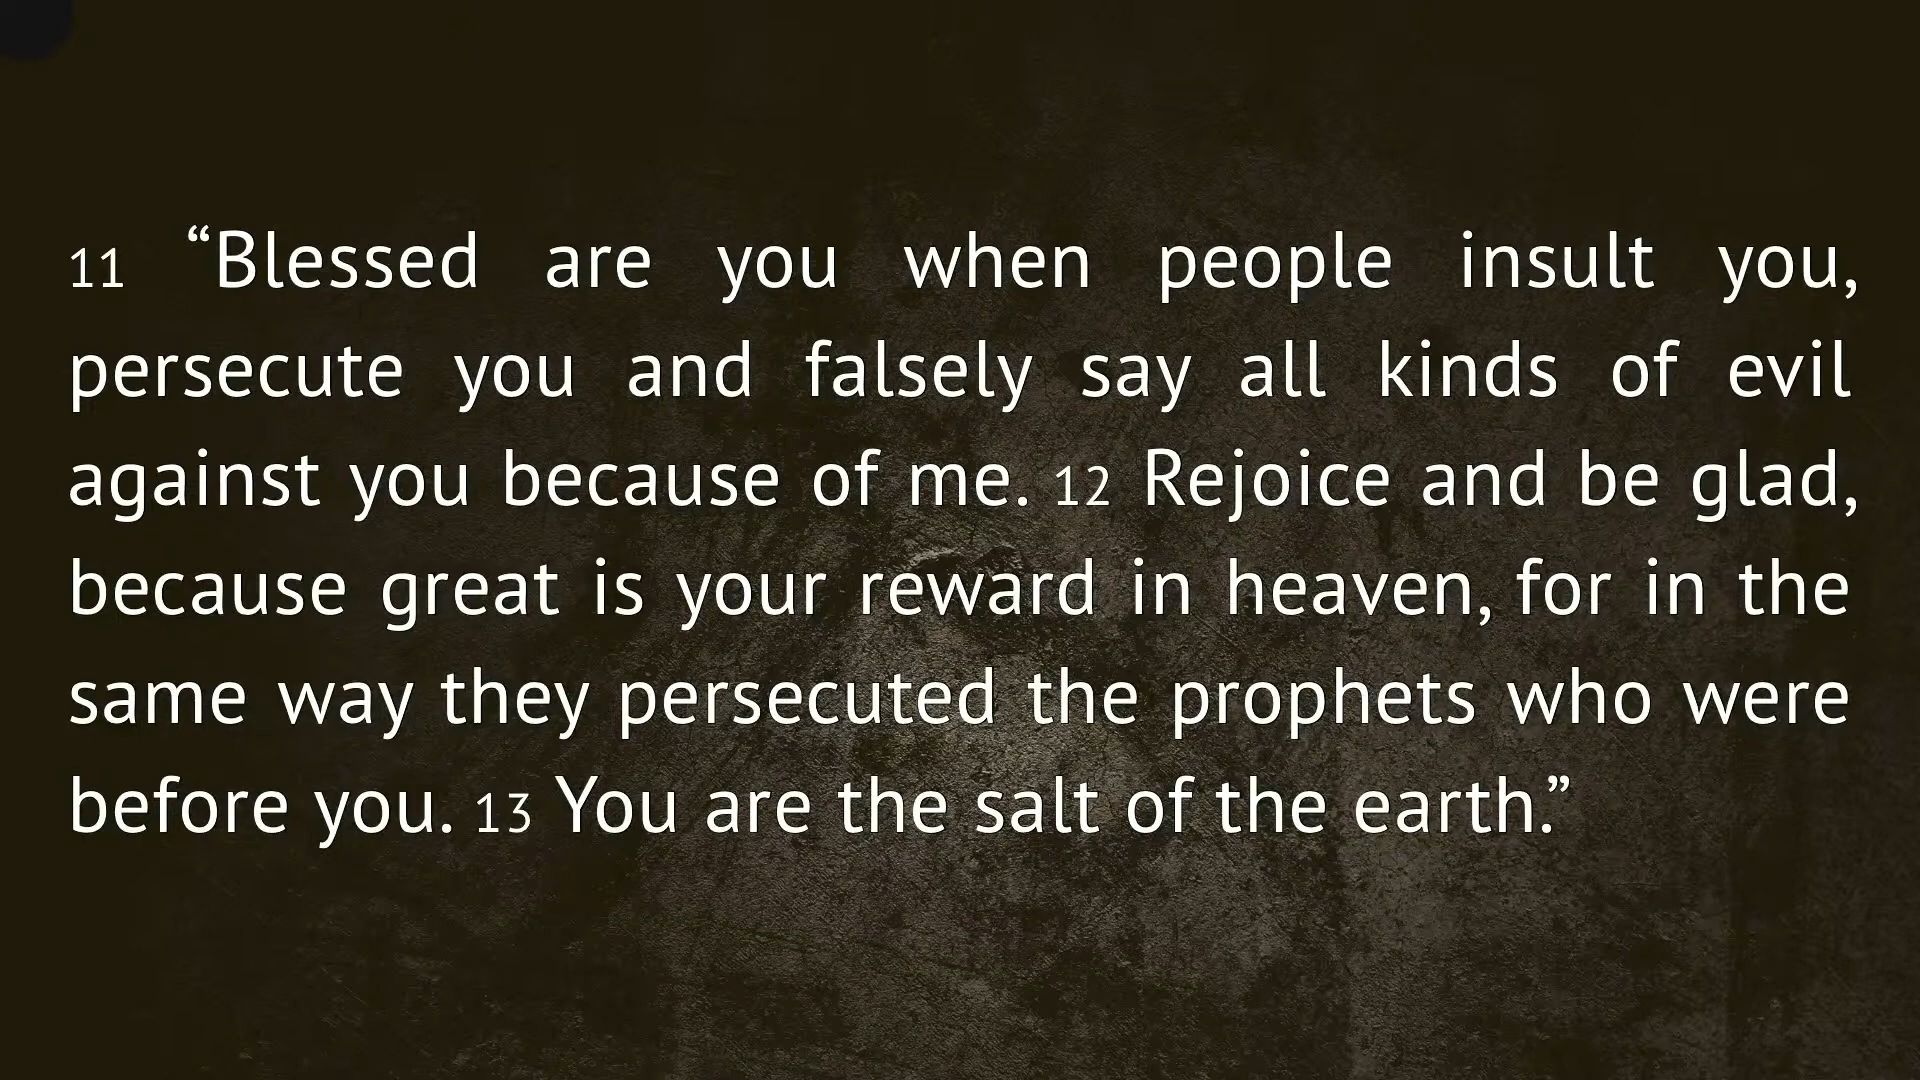 11 “Blessed are you when people insult you,
persecute you and falsely say all kinds of evil
against you because of me. 12 Rejoice and be glad,
because great is your reward in heaven, for in the
same way they persecuted the prophets who were
before you. 13 You are the salt of the earth.”